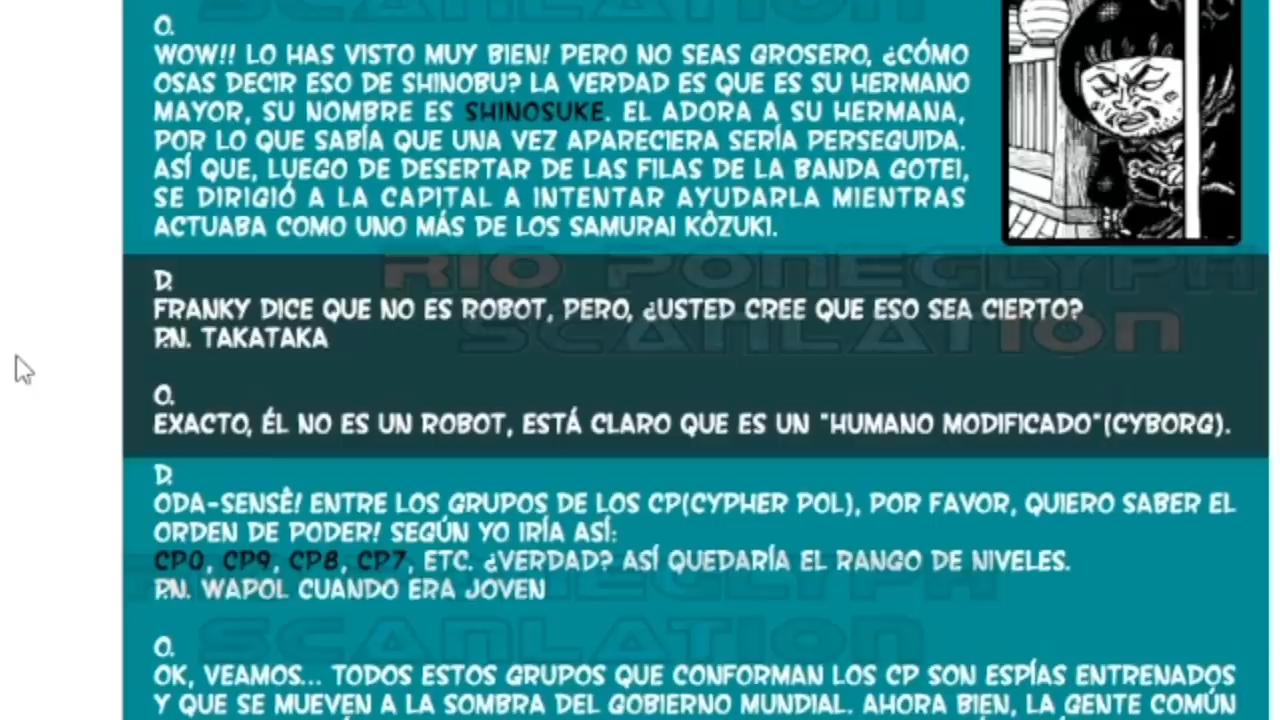 O.
WOW!! LO HAS VISTO MUY BIEN! PERO NO SEAS GROSERO, ¿CÓMO
OSAS DECIR ESO DE SHINOBU? LA VERDAD ES QUE ES SU HERMANO
MAYOR, SU NOMBRE ES SHINOSUKE. EL ADORA A SU HERMANA,
POR LO QUE SABÍA QUE UNA VEZ APARECIERA SERÍA PERSEGUIDA.
ASÍ QUE, LUEGO DE DESERTAR DE LAS FILAS DE LA BANDA GOTEI,
SE DIRIGIÓ A LA CAPITAL A INTENTAR AYUDARLA MIENTRAS
ACTUABA COMO UNO MÁS DE LOS SAMURAI KÔZUKI.
RIO PONEGLYPH
SCANLATION
D.
FRANKY DICE QUE NO ES ROBOT, PERO, ¿USTED CREE QUE ESO SEA CIERTO?
P.N. TAKATAKA
O.
EXACTO, ÉL NO ES UN ROBOT, ESTÁ CLARO QUE ES UN "HUMANO MODIFICADO"(CYBORG).
D.
ODA-SENSÊ! ENTRE LOS GRUPOS DE LOS CP(CYPHER POL), POR FAVOR, QUIERO SABER EL
ORDEN DE PODER! SEGÚN YO IRÍA ASÍ:
CP0, CP9, CP8, CP7, ETC. ¿VERDAD? ASÍ QUEDARÍA EL RANGO DE NIVELES.
P.N. WAPOL CUANDO ERA JOVEN
RIO PONEGLYPH
SCANLATION
O.
OK, VEAMOS... TODOS ESTOS GRUPOS QUE CONFORMAN LOS CP SON ESPÍAS ENTRENADOS
Y QUE SE MUEVEN A LA SOMBRA DEL GOBIERNO MUNDIAL. AHORA BIEN, LA GENTE COMÚN